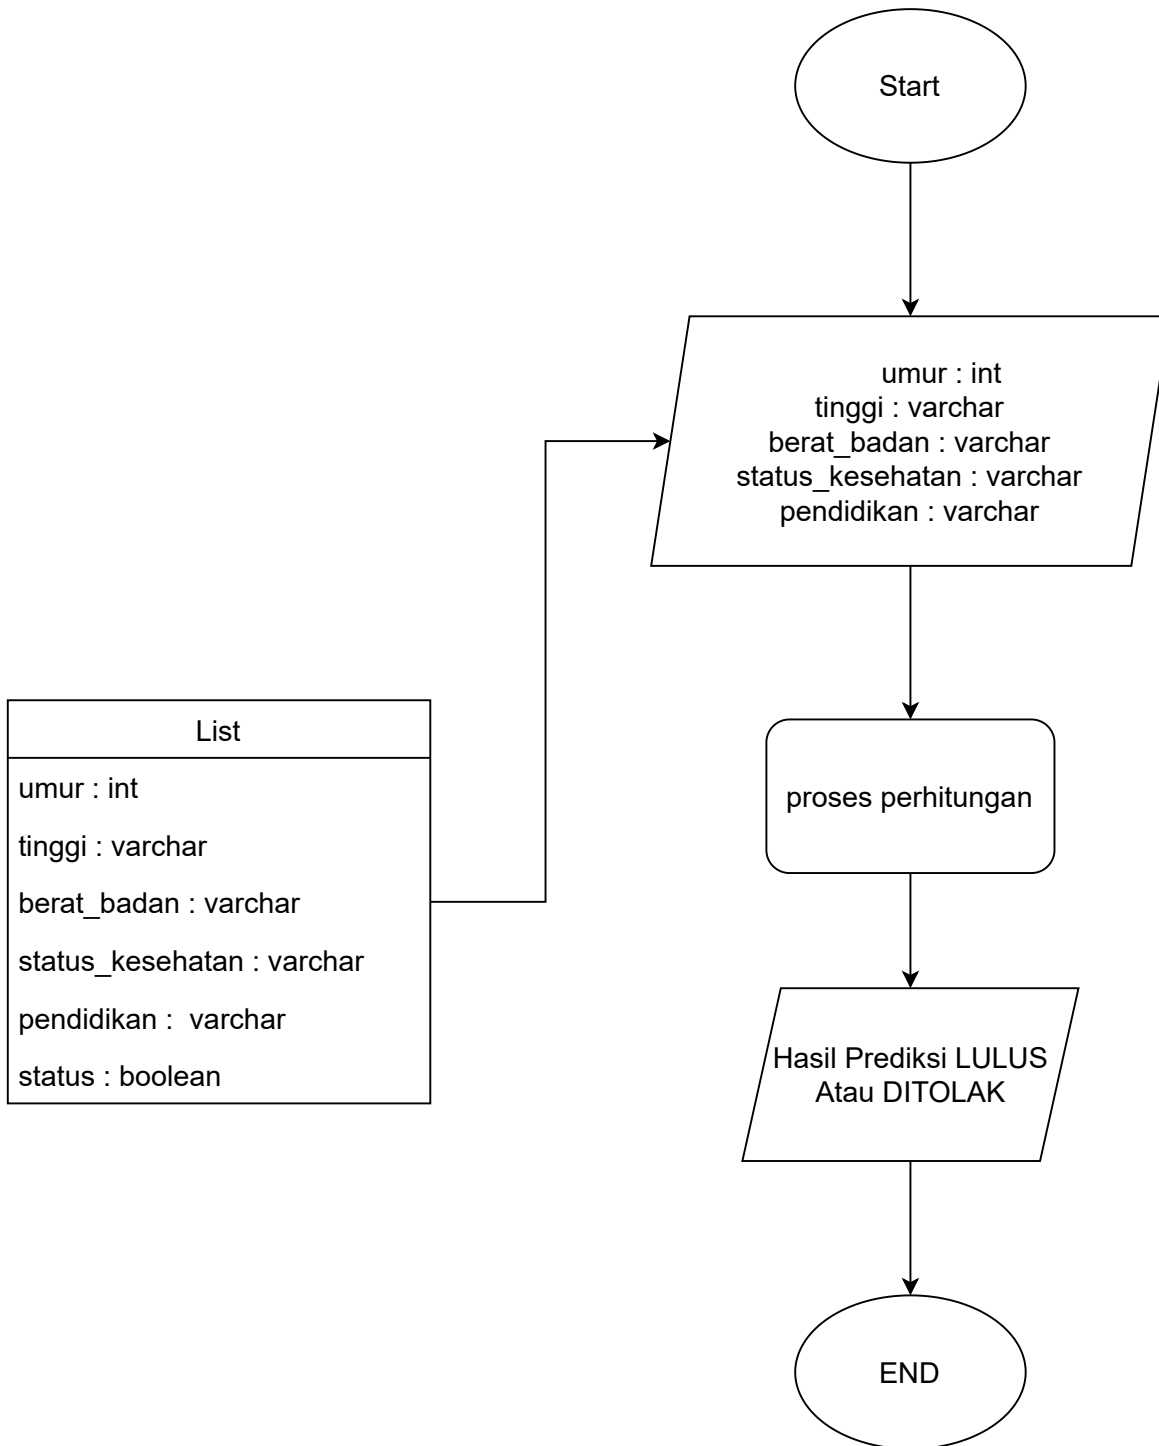 Start
umur : int
tinggi : varchar
berat_badan : varchar
status_kesehatan : varchar
pendidikan : varchar
List
umur : int
tinggi : varchar
berat_badan : varchar
status_kesehatan : varchar
pendidikan :  varchar
status : boolean
proses perhitungan
Hasil Prediksi LULUS
Atau DITOLAK
END